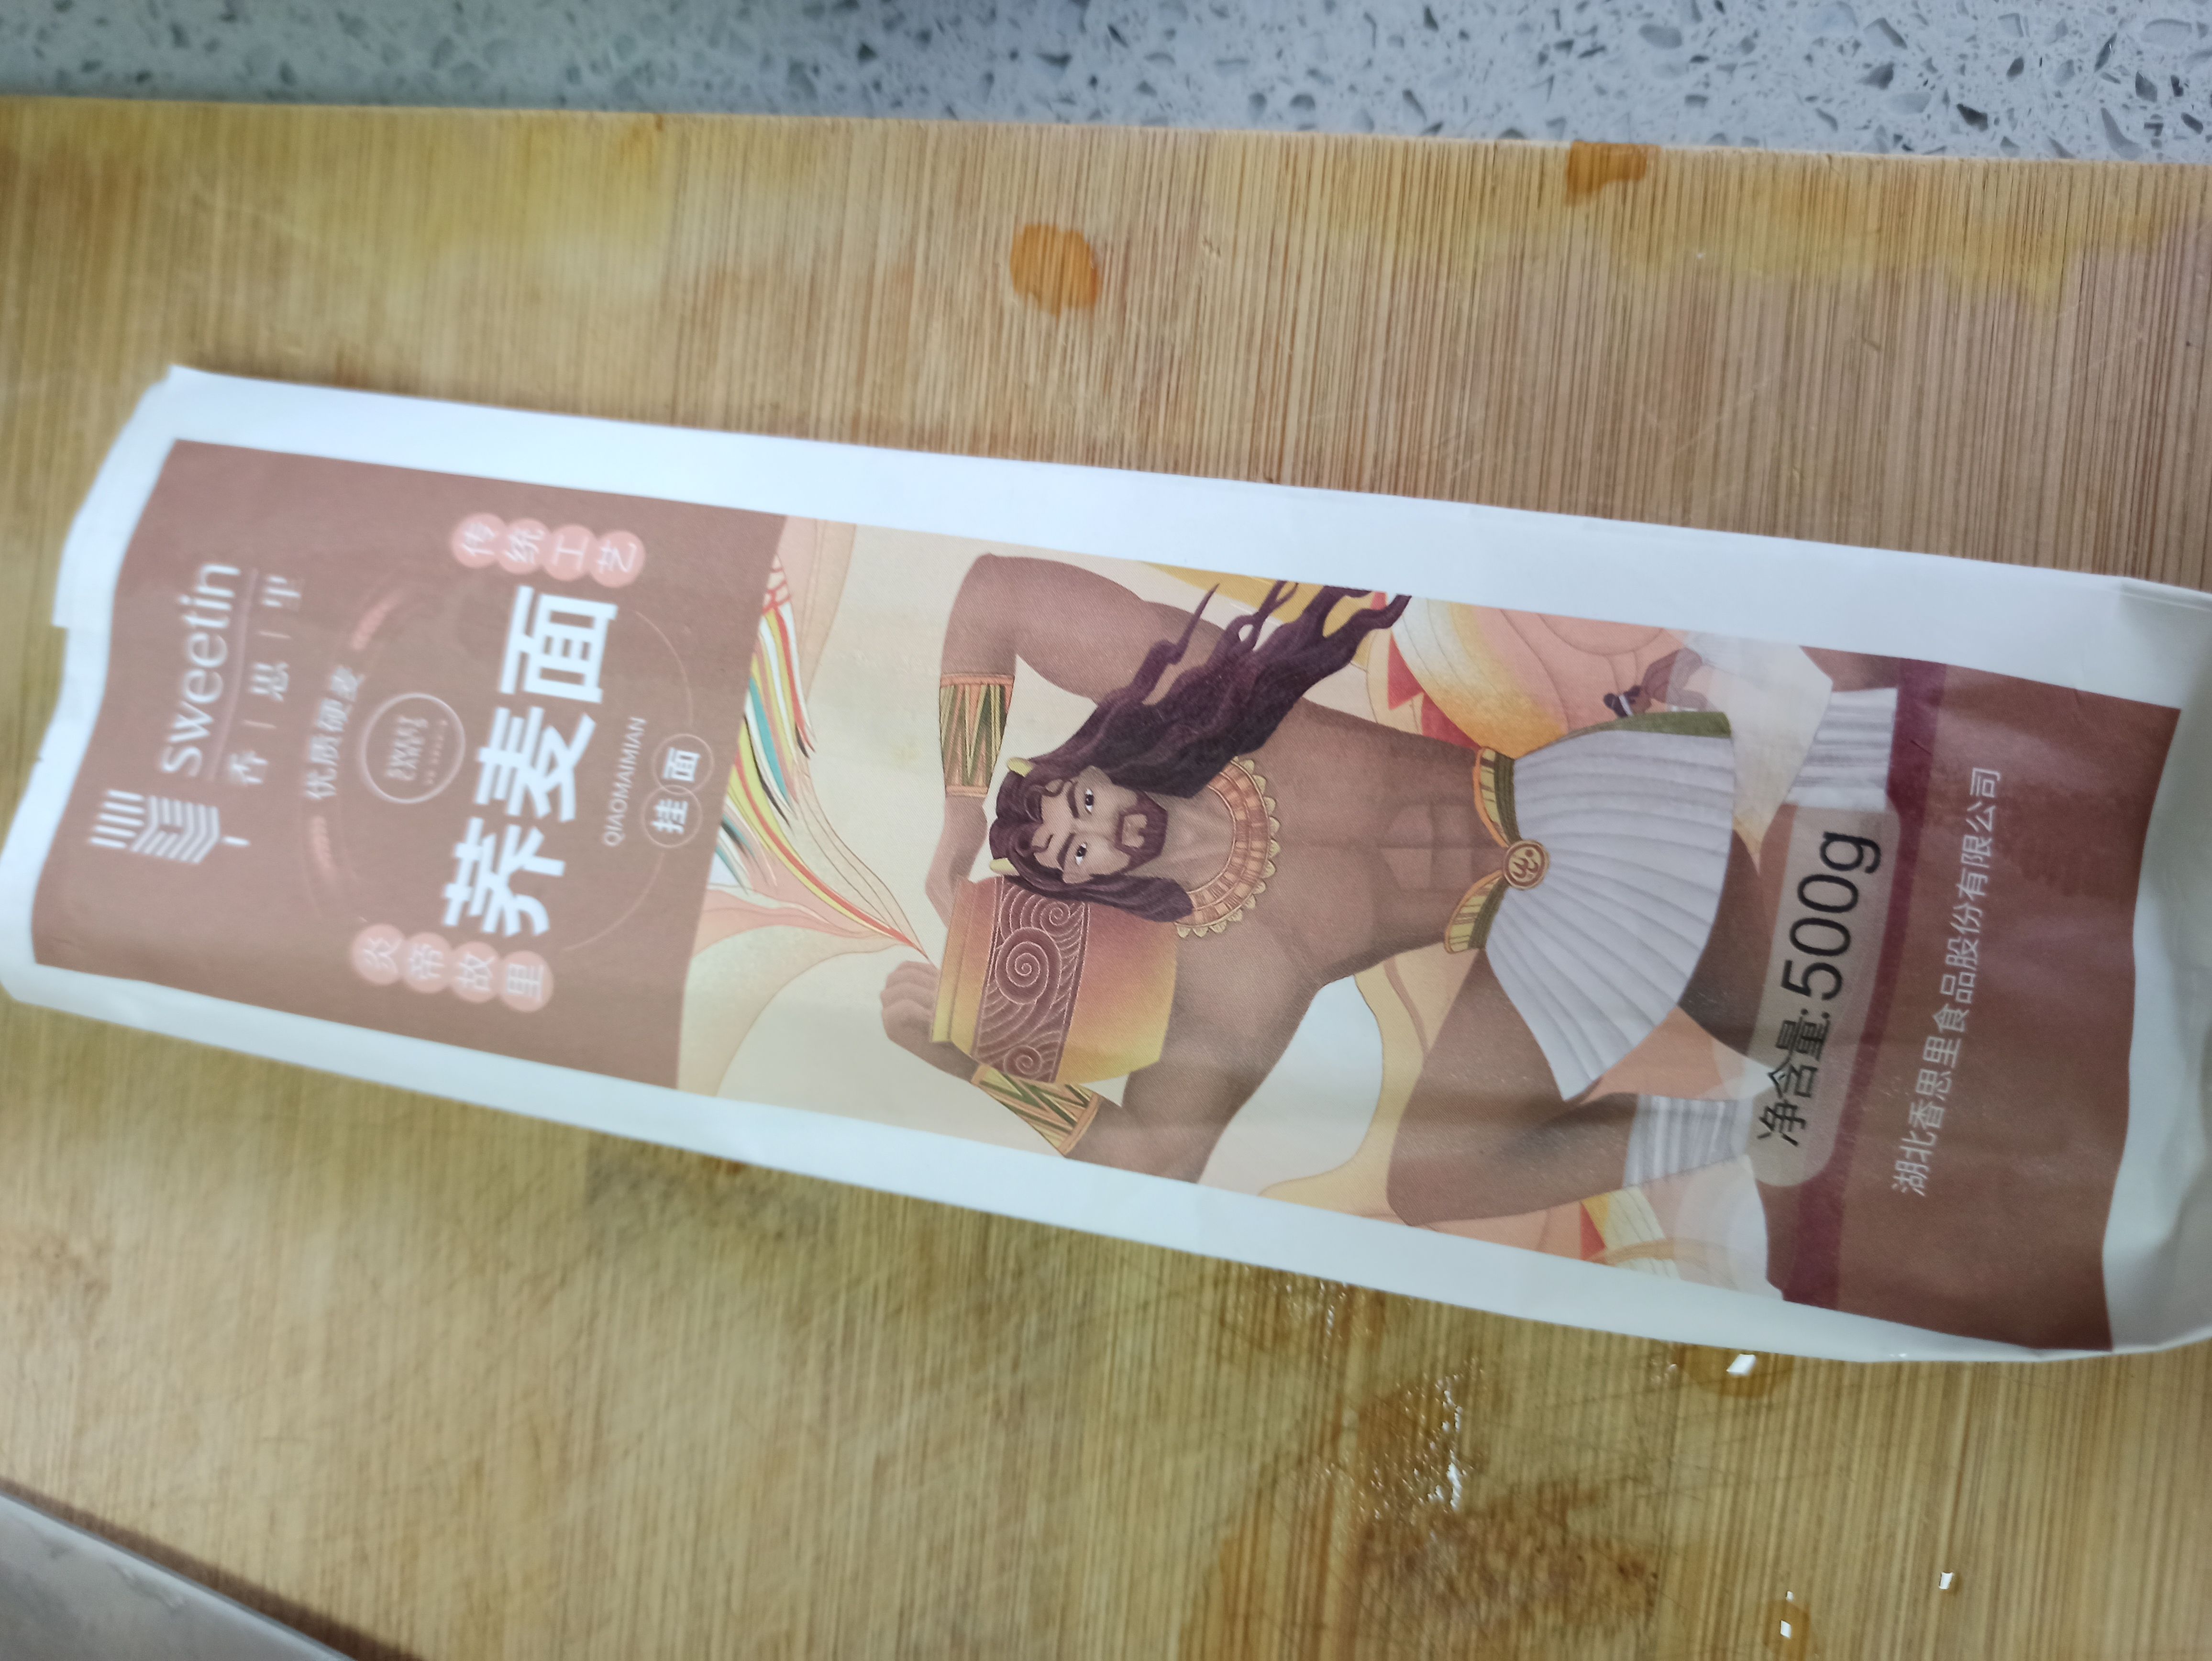 sweetin
香思里
优质硬麦
SWEET
炎帝故里
荞麦面
传统工艺
QIAOMAIMIAN
挂面
净含量:500g
湖北香思里食品股份有限公司